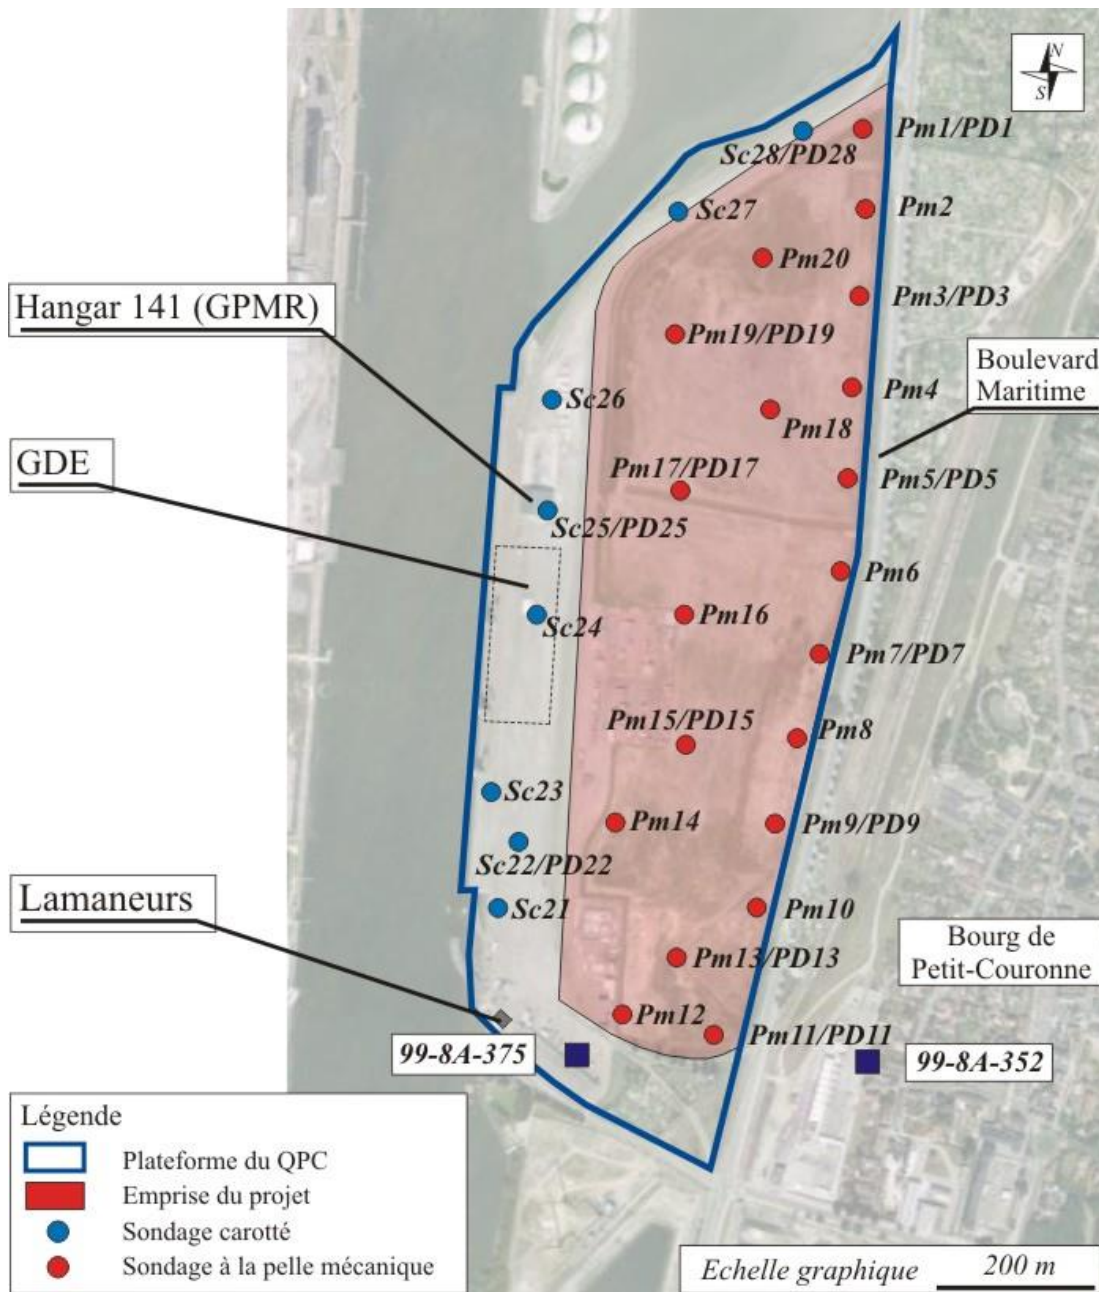 N
S
Pm1/PD1
Sc28/PD28
Sc27
Pm2
Pm20
Hangar 141 (GPMR)
Pm3/PD3
Pm19/PD19
Boulevard
Maritime
Pm4
Sc26
Pm18
GDE
Pm17/PD17
Pm5/PD5
Sc25/PD25
Pm6
Sc24
Pm16
Pm7/PD7
Pm15/PD15
Pm8
Sc23
Pm14
Pm9/PD9
Sc22/PD22
Lamaneurs
Sc21
Pm10
Bourg de
Petit-Couronne
Pm13/PD13
Pm12
Pm11/PD11
99-8A-375
99-8A-352
Légende
Plateforme du QPC
Emprise du projet
Sondage carotté
Sondage à la pelle mécanique
Echelle graphique 200 m